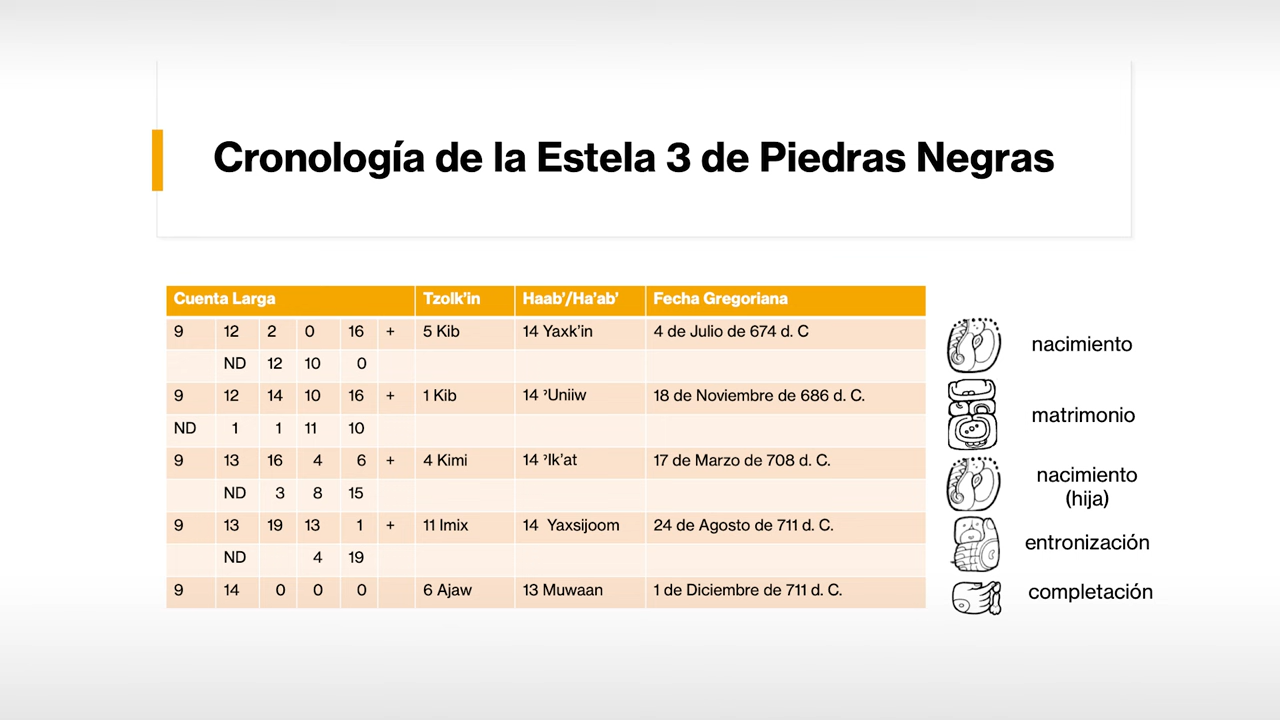 Cronología de la Estela 3 de Piedras Negras
Cuenta Larga Tzolk’in Haab’/Ha’ab’ Fecha Gregoriana
9 12 2 0 16 + 5 Kib 14 Yaxk’in 4 de Julio de 674 d. C
ND 12 10 0
9 12 14 10 16 + 1 Kib 14 ʾUniiw 18 de Noviembre de 686 d. C.
ND 1 1 11 10
9 13 16 4 6 + 4 Kimi 14 ʾIk’at 17 de Marzo de 708 d. C.
ND 3 8 15
9 13 19 13 1 + 11 Imix 14 Yaxsijoom 24 de Agosto de 711 d. C.
ND 4 19
9 14 0 0 0 6 Ajaw 13 Muwaan 1 de Diciembre de 711 d. C.
nacimiento
matrimonio
nacimiento
(hija)
entronización
completación